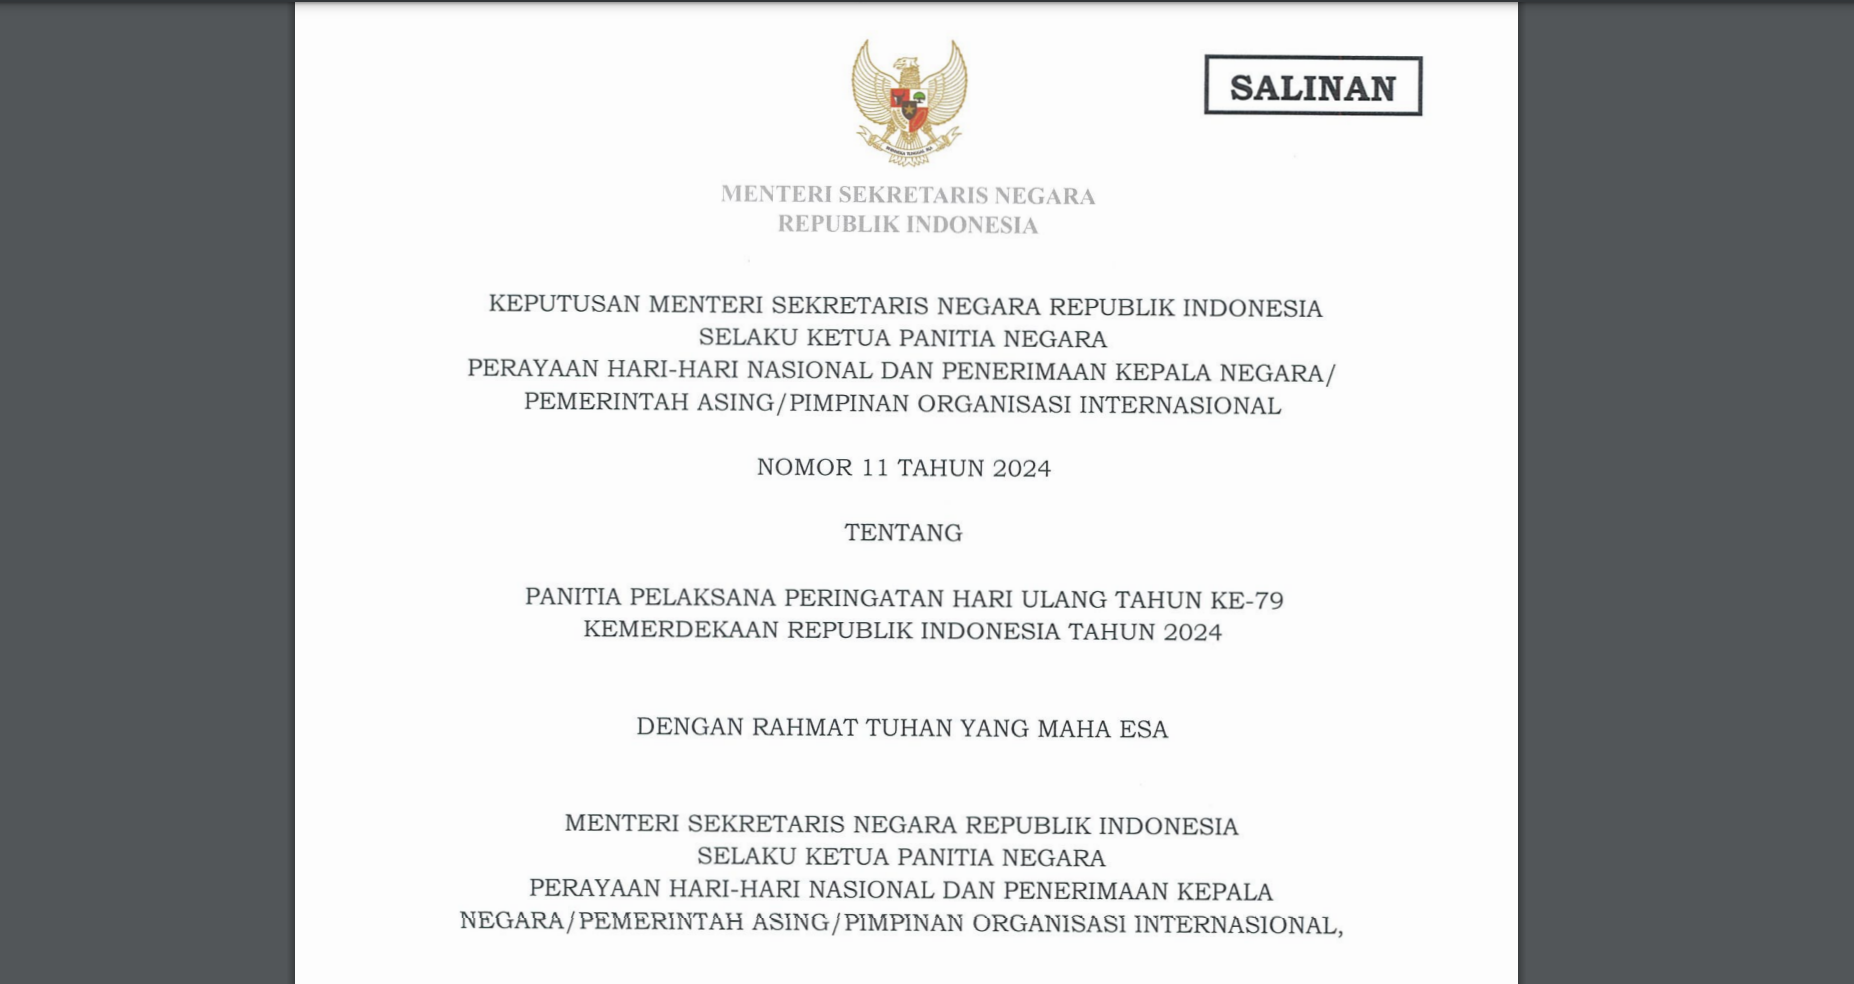 SALINAN
MENTERI SEKRETARIS NEGARA
REPUBLIK INDONESIA
KEPUTUSAN MENTERI SEKRETARIS NEGARA REPUBLIK INDONESIA
SELAKU KETUA PANITIA NEGARA
PERAYAAN HARI-HARI NASIONAL DAN PENERIMAAN KEPALA NEGARA/
PEMERINTAH ASING/PIMPINAN ORGANISASI INTERNASIONAL
NOMOR 11 TAHUN 2024
TENTANG
PANITIA PELAKSANA PERINGATAN HARI ULANG TAHUN KE-79
KEMERDEKAAN REPUBLIK INDONESIA TAHUN 2024
DENGAN RAHMAT TUHAN YANG MAHA ESA
MENTERI SEKRETARIS NEGARA REPUBLIK INDONESIA
SELAKU KETUA PANITIA NEGARA
PERAYAAN HARI-HARI NASIONAL DAN PENERIMAAN KEPALA
NEGARA/PEMERINTAH ASING/PIMPINAN ORGANISASI INTERNASIONAL,